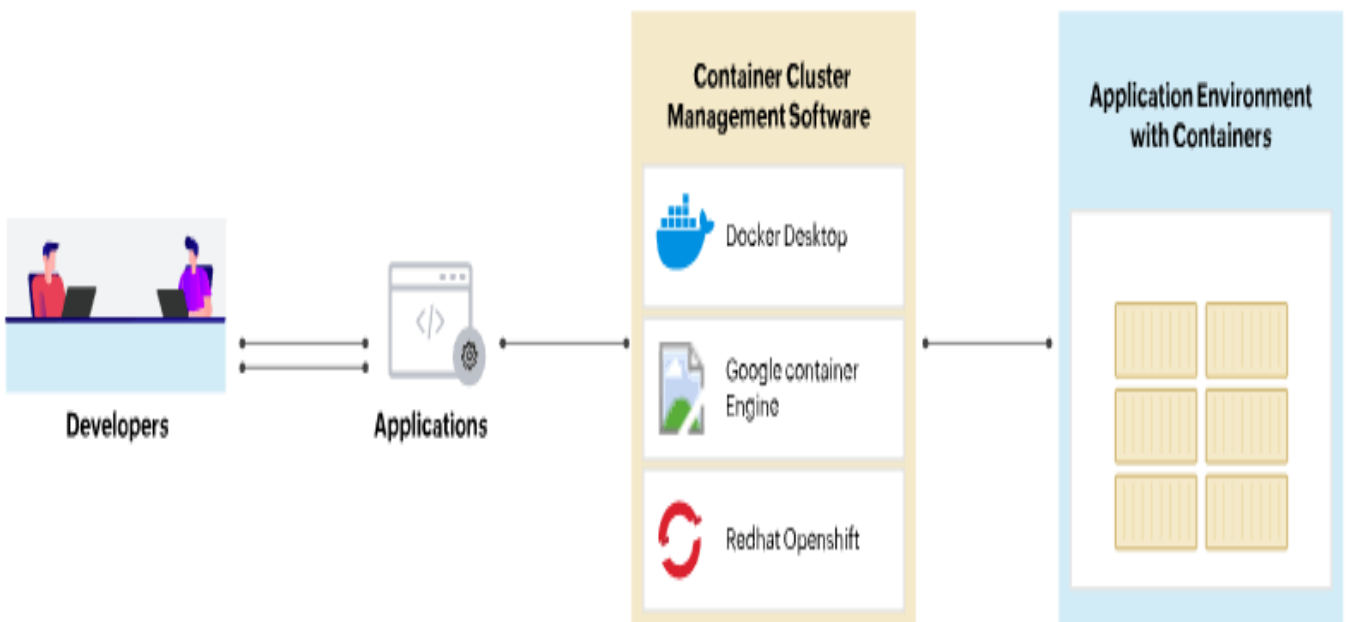 Container Cluster
Management Software
Application Environment
with Containers
Docker Desktop
Google container
Engine
Redhat Openshift
Developers
Applications
</>